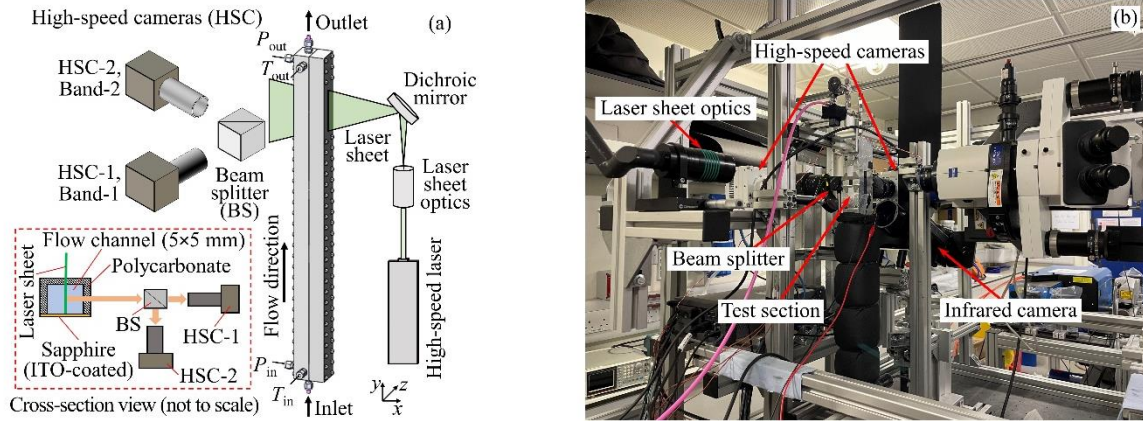 High-speed cameras (HSC)
(a)
Outlet
P_out
T_out
HSC-2,
Band-2
Dichroic
mirror
Laser
sheet
HSC-1,
Band-1
Beam
splitter
(BS)
Laser
sheet
optics
Flow direction
High-speed laser
Laser sheet
Flow channel (5×5 mm)
Polycarbonate
BS
HSC-1
Sapphire
(ITO-coated)
HSC-2
Cross-section view (not to scale)
P_in
T_in
Inlet
y
z
x
(b)
High-speed cameras
Laser sheet optics
Beam splitter
Test section
Infrared camera